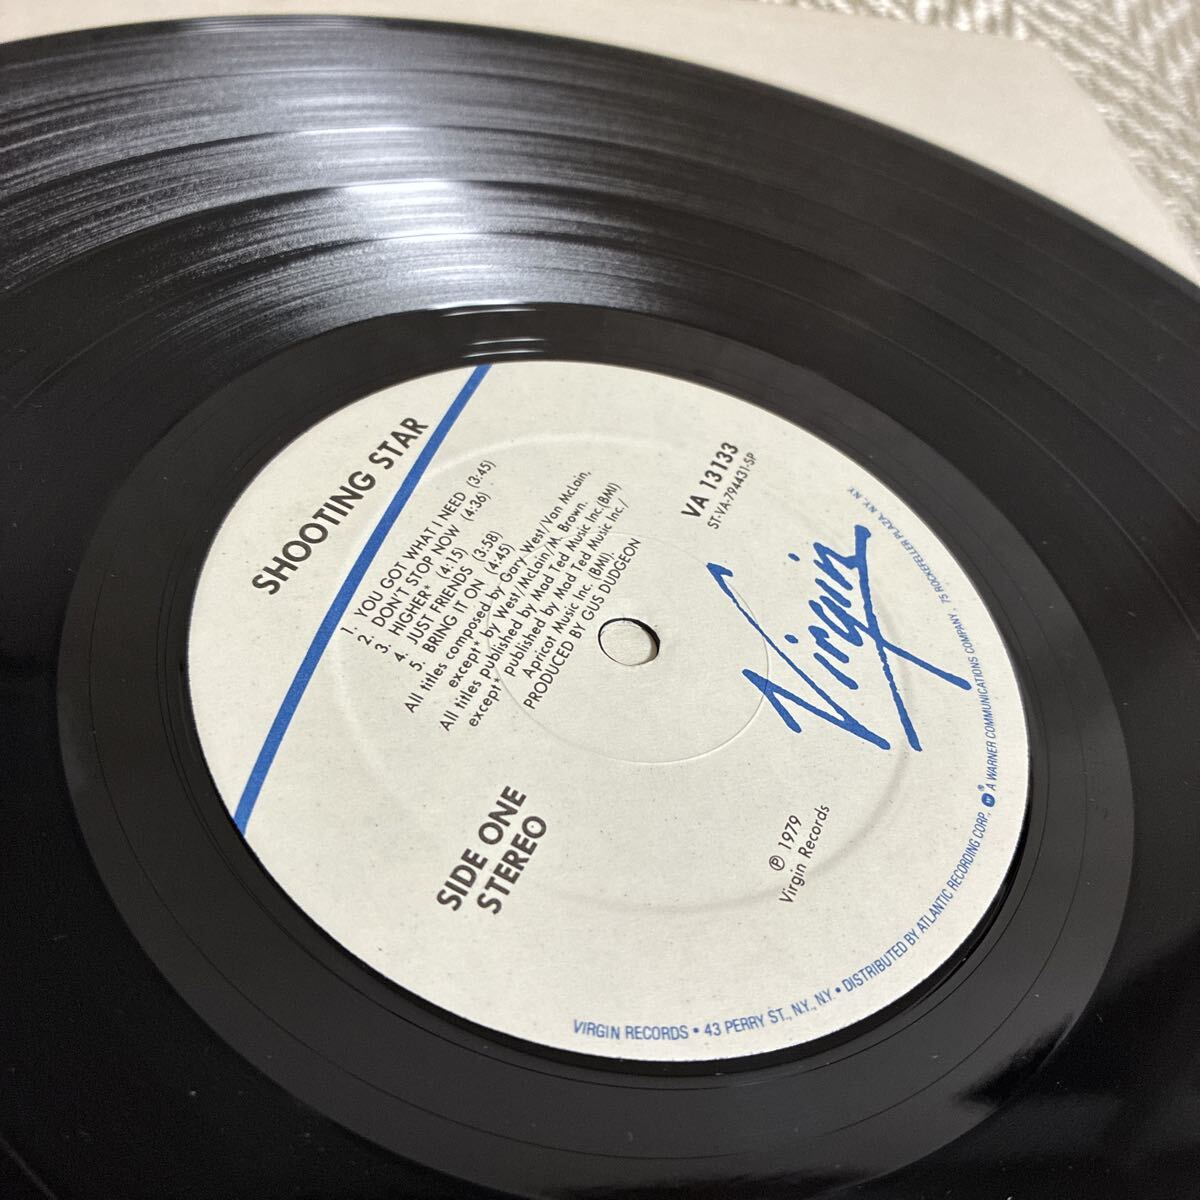 SHOOTING STAR
1. YOU GOT WHAT I NEED (3:45)
2. DON'T STOP NOW (4:36)
3. HIGHER* (4:15)
4. JUST FRIENDS (3:58)
5. BRING IT ON (4:45)
All titles composed by Gary West/Van McLain,
except* by West/McLain/M. Brown.
All titles published by Mad Ted Music Inc.(BMI)
except* published by Mad Ted Music Inc./
Apricot Music Inc. (BMI).
PRODUCED BY GUS DUDGEON
VA 13133
ST-VA-794431-SP
Virgin
SIDE ONE
STEREO
℗ 1979
Virgin Records
VIRGIN RECORDS • 43 PERRY ST., N.Y., N.Y. • DISTRIBUTED BY ATLANTIC RECORDING CORP. ® A WARNER COMMUNICATIONS COMPANY, 75 ROCKEFELLER PLAZA, NY, NY.